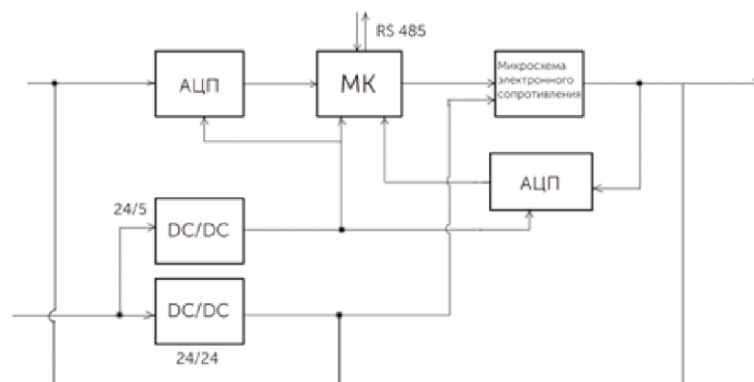 RS 485
АЦП
МК
Микросхема
электронного
сопротивления
АЦП
24/5
DC/DC
DC/DC
24/24